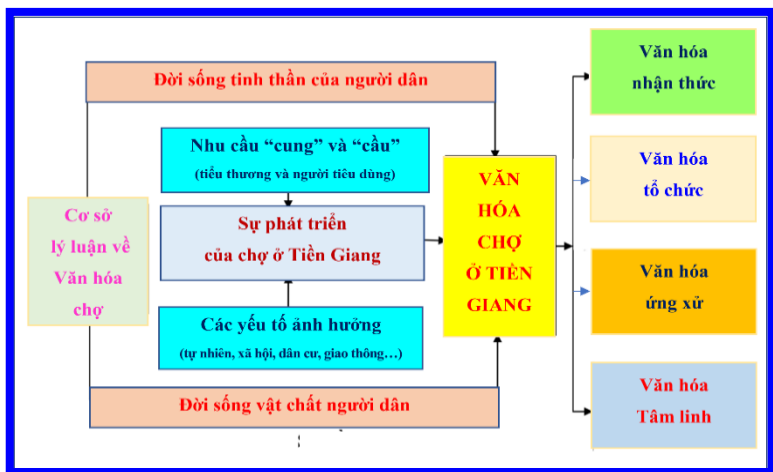 Đời sống tinh thần của người dân
Nhu cầu “cung” và “cầu”
(tiểu thương và người tiêu dùng)
Cơ sở
lý luận về
Văn hóa
chợ
Sự phát triển
của chợ ở Tiền Giang
Các yếu tố ảnh hưởng
(tự nhiên, xã hội, dân cư, giao thông…)
Đời sống vật chất người dân
VĂN
HÓA
CHỢ
Ở TIỀN
GIANG
Văn hóa
nhận thức
Văn hóa
tổ chức
Văn hóa
ứng xử
Văn hóa
Tâm linh